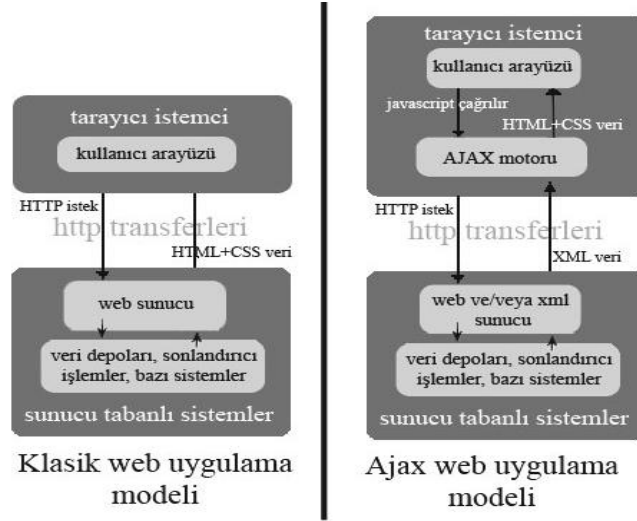 tarayıcı istemci
kullanıcı arayüzü
HTTP istek
http transferleri
HTML+CSS veri
web sunucu
veri depoları, sonlandırıcı
işlemler, bazı sistemler
sunucu tabanlı sistemler
Klasik web uygulama
modeli
tarayıcı istemci
kullanıcı arayüzü
javascript çağrılır
HTML+CSS veri
AJAX motoru
HTTP istek
http transferleri
XML veri
web ve/veya xml
sunucu
veri depoları, sonlandırıcı
işlemler, bazı sistemler
sunucu tabanlı sistemler
Ajax web uygulama
modeli